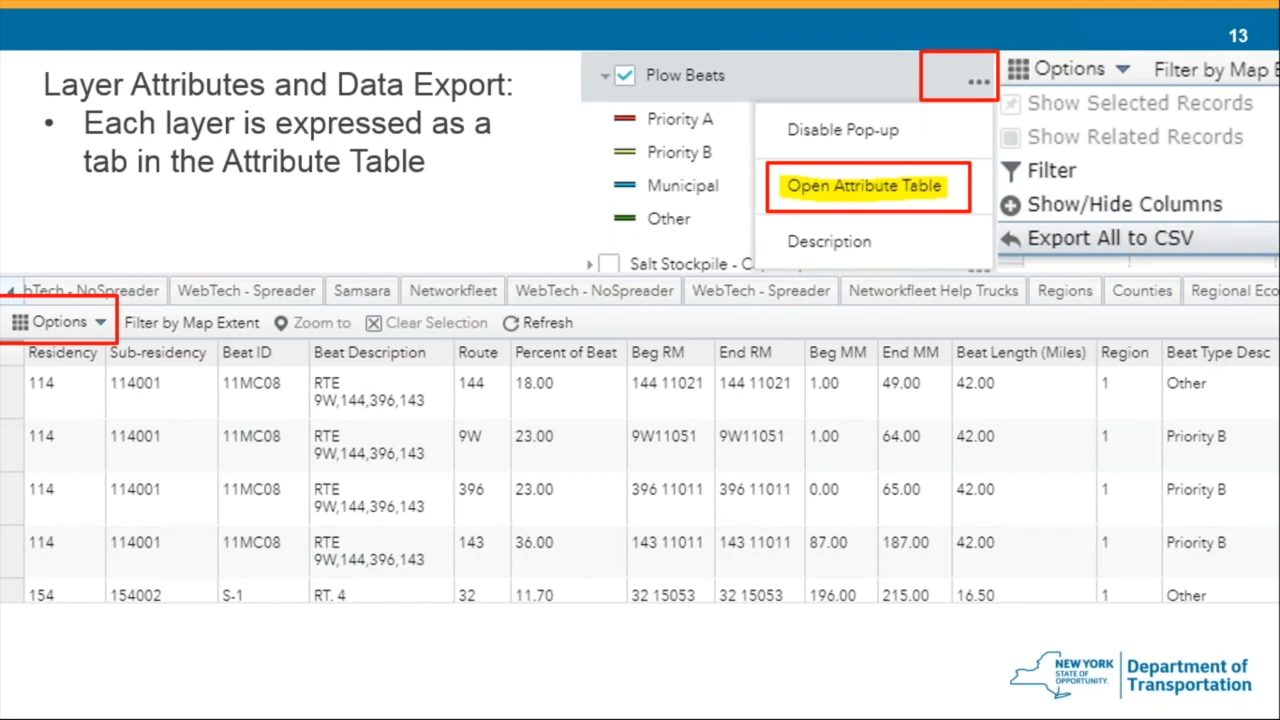 13
Layer Attributes and Data Export:
• Each layer is expressed as a
tab in the Attribute Table
Plow Beats
Priority A
Priority B
Municipal
Other
Salt Stockpile - C
Disable Pop-up
Open Attribute Table
Description
Options Filter by Map E
Show Selected Records
Show Related Records
Filter
Show/Hide Columns
Export All to CSV
bTech - NoSpreader WebTech - Spreader Samsara Networkfleet WebTech - NoSpreader WebTech - Spreader Networkfleet Help Trucks Regions Counties Regional Eco
Options Filter by Map Extent Zoom to Clear Selection Refresh
Residency Sub-residency Beat ID Beat Description Route Percent of Beat Beg RM End RM Beg MM End MM Beat Length (Miles) Region Beat Type Desc
114 114001 11MC08 RTE 144 18.00 144 11021 144 11021 1.00 49.00 42.00 1 Other
9W,144,396,143
114 114001 11MC08 RTE 9W 23.00 9W11051 9W11051 1.00 64.00 42.00 1 Priority B
9W,144,396,143
114 114001 11MC08 RTE 396 23.00 396 11011 396 11011 0.00 65.00 42.00 1 Priority B
9W,144,396,143
114 114001 11MC08 RTE 143 36.00 143 11011 143 11011 87.00 187.00 42.00 1 Priority B
9W,144,396,143
154 154002 S-1 RT. 4 32 11.70 32 15053 32 15053 196.00 215.00 16.50 1 Other
NEW YORK
STATE OF
OPPORTUNITY.
Department of
Transportation